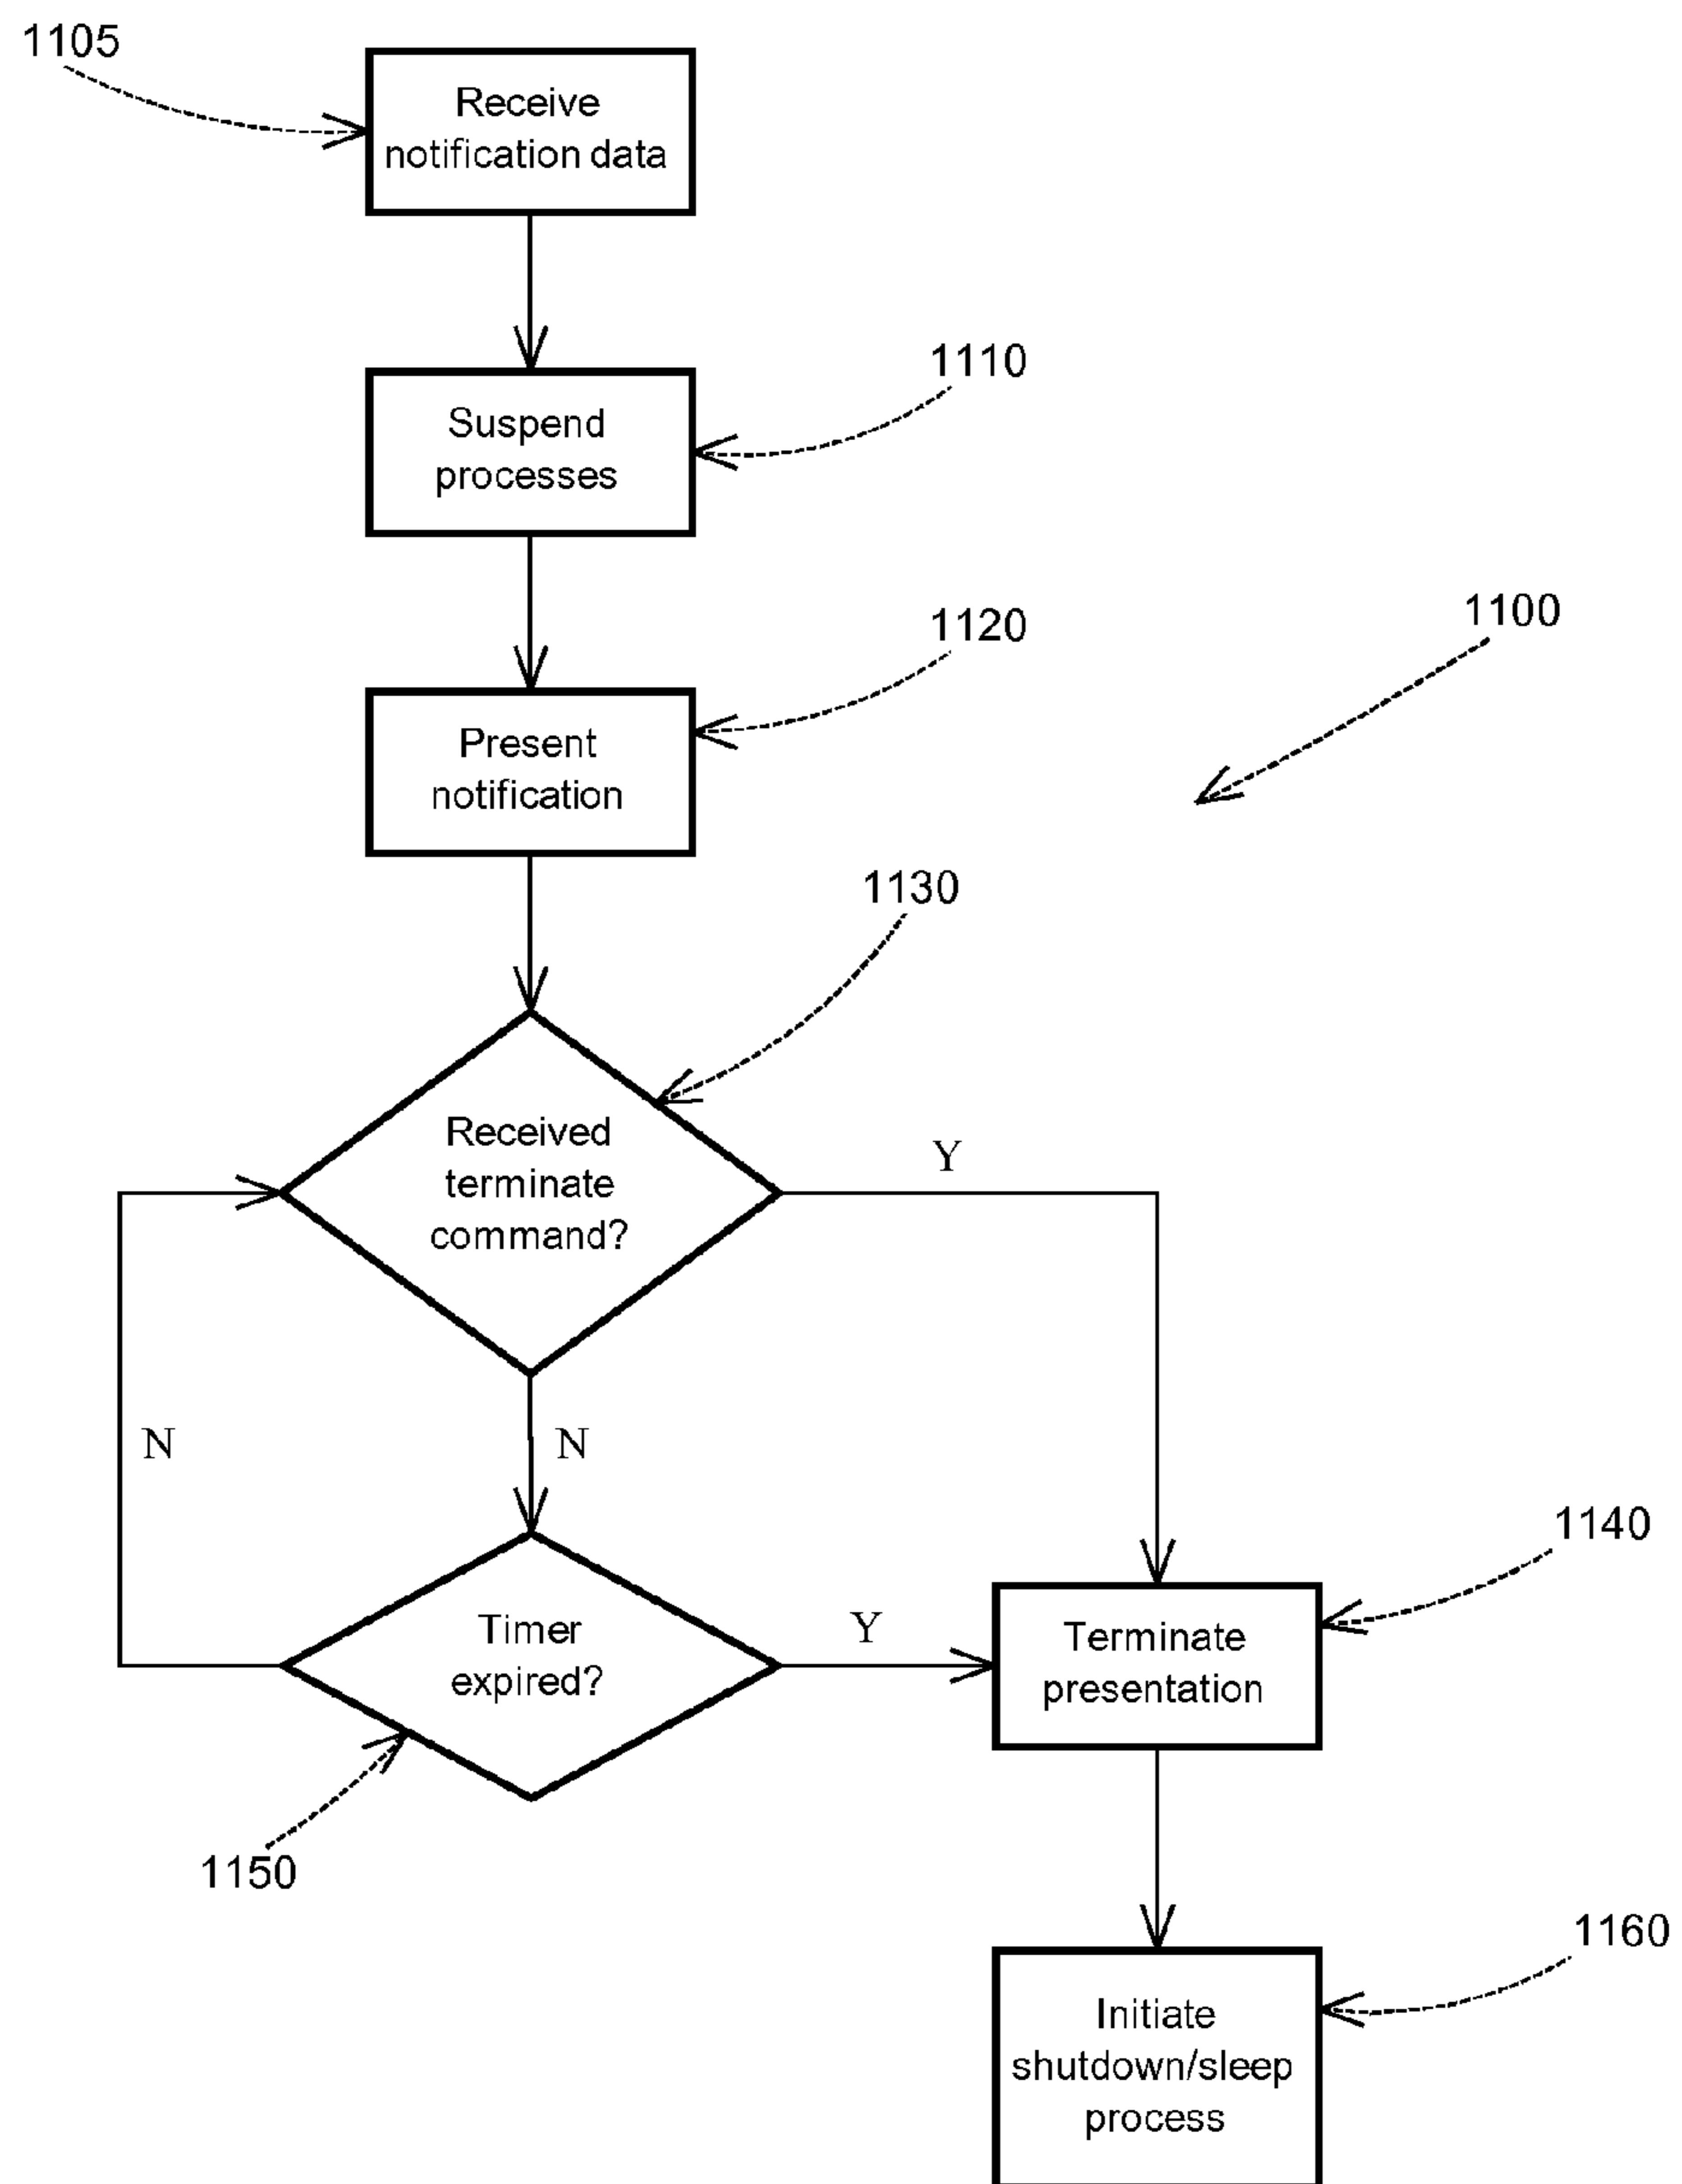 1105
Receive
notification data
1110
Suspend
processes
1120
Present
notification
1100
1130
Received
terminate
command?
Y
N
N
Timer
expired?
Y
1140
Terminate
presentation
1150
1160
Initiate
shutdown/sleep
process